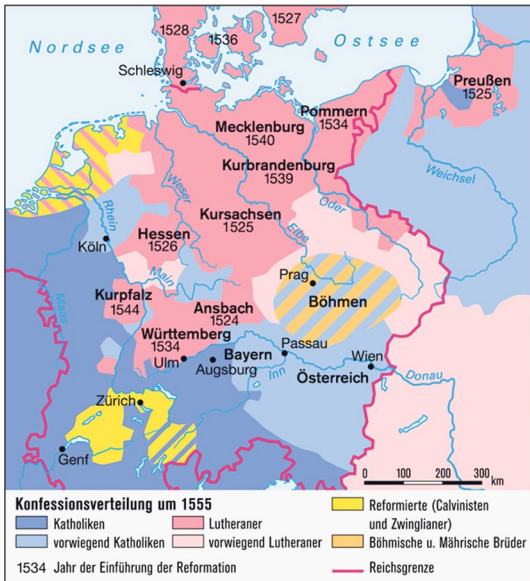 Nordsee
Ostsee
1528
1536
1527
Schleswig
Preußen
1525
Pommern
1534
Mecklenburg
1540
Kurbrandenburg
1539
Weichsel
Weser
Oder
Rhein
Kursachsen
1525
Elbe
Hessen
1526
Köln
Main
Prag
Böhmen
Maas
Kurpfalz
1544
Ansbach
1524
Württemberg
1534
Ulm
Augsburg
Bayern
Passau
Inn
Wien
Österreich
Donau
Zürich
Genf
0 100 200 300
km
Konfessionsverteilung um 1555
Katholiken
vorwiegend Katholiken
Lutheraner
vorwiegend Lutheraner
Reformierte (Calvinisten
und Zwinglianer)
Böhmische u. Mährische Brüder
1534 Jahr der Einführung der Reformation
Reichsgrenze